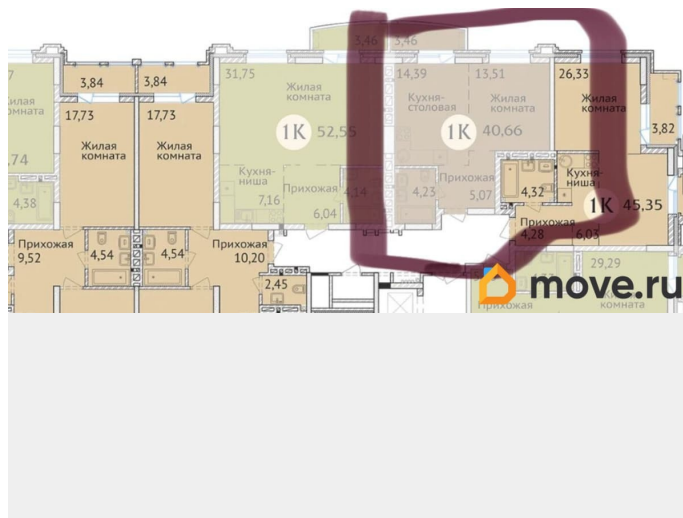 3,46
3,46
3,84
3,84
7
31,75
Жилая
комната
14,39
13,51
26,33
Кухня-
столовая
Жилая
комната
Жилая
комната
17,73
Жилая
комната
17,73
Жилая
комната
1К 52,55
1К 40,66
3,82
.74
4,38
Кухня-
ниша
7,16
Прихожая
6,04
4,14
4,23
Прихожая
5,07
4,32
Кухня-
ниша
1К 45,35
Прихожая
9,52
4,54
4,54
Прихожая
10,20
Прихожая
4,28
6,03
2,45
29,29
Жилая
комната
move.ru